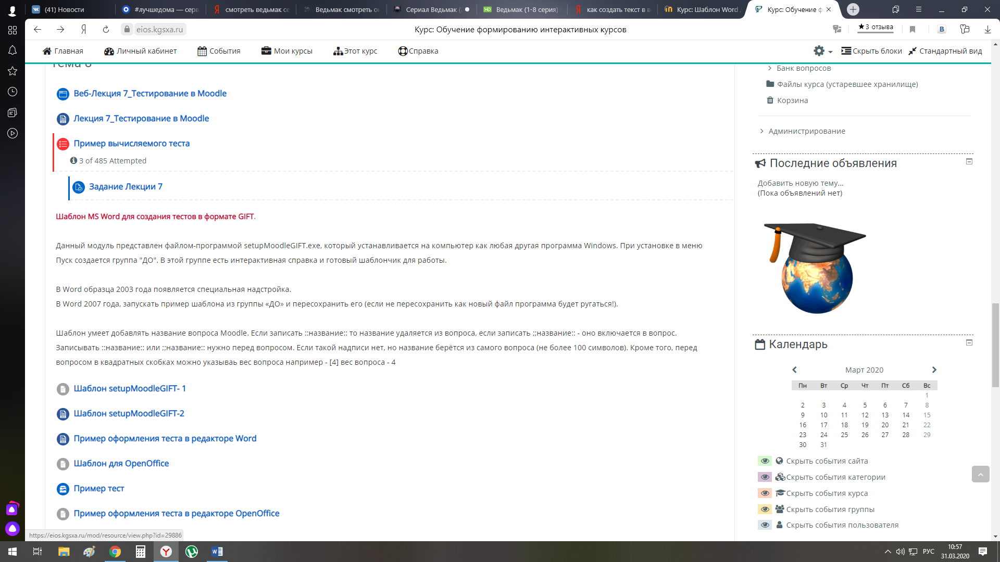 (41) Новости
#лучшедома — серв
смотреть ведьмак се
Ведьмак смотреть он
Сериал Ведьмак (
Ведьмак (1-8 серия)
как создать текст в в
Курс: Шаблон Word
Курс: Обучение ф
eios.kgsxa.ru
Курс: Обучение формированию интерактивных курсов
★3 отзыва
Главная
Личный кабинет
События
Мои курсы
Этот курс
Справка
Скрыть блоки
Стандартный вид
Тема 8
Веб-Лекция 7_Тестирование в Moodle
Лекция 7_Тестирование в Moodle
Пример вычисляемого теста
3 of 485 Attempted
Задание Лекции 7
Шаблон MS Word для создания тестов в формате GIFT.
Данный модуль представлен файлом-программой setupMoodleGIFT.exe, который устанавливается на компьютер как любая другая программа Windows. При установке в меню
Пуск создается группа "ДО". В этой группе есть интерактивная справка и готовый шаблончик для работы.
В Word образца 2003 года появляется специальная надстройка.
В Word 2007 года, запускать пример шаблона из группы «ДО» и пересохранить его (если не пересохранить как новый файл программа будет ругаться!).
Шаблон умеет добавлять название вопроса Moodle. Если записать ::название:: то название удаляется из вопроса, если записать ;;название:: - оно включается в вопрос.
Записывать ::название:: или ;;название:: нужно перед вопросом. Если такой надписи нет, но название берётся из самого вопроса (не более 100 символов). Кроме того, перед
вопросом в квадратных скобках можно указываь вес вопроса например - [4] вес вопроса - 4
Шаблон setupMoodleGIFT- 1
Шаблон setupMoodleGIFT-2
Пример оформления теста в редакторе Word
Шаблон для OpenOffice
Пример тест
Пример оформления теста в редакторе OpenOffice
https://eios.kgsxa.ru/mod/resource/view.php?id=29886
Банк вопросов
Файлы курса (устаревшее хранилище)
Корзина
Администрирование
Последние объявления
Добавить новую тему...
(Пока объявлений нет)
Календарь
Март 2020
Пн Вт Ср Чт Пт Сб Вс
1
2 3 4 5 6 7 8
9 10 11 12 13 14 15
16 17 18 19 20 21 22
23 24 25 26 27 28 29
30 31
Скрыть события сайта
Скрыть события категории
Скрыть события курса
Скрыть события группы
Скрыть события пользователя
РУС
10:57
31.03.2020